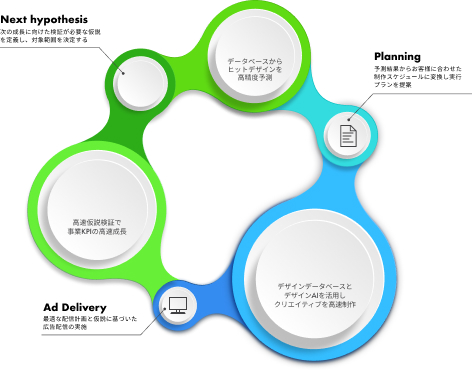 Next hypothesis
次の成長に向けた検証が必要な仮説
を定義し、対象範囲を決定する
データベースから
ヒットデザインを
高精度予測
Planning
予測結果からお客様に合わせた
制作スケジュールに変換し実行
プランを提案
高速仮説検証で
事業KPIの高速成長
デザインデータベースと
デザインAIを活用し
クリエイティブを高速制作
Ad Delivery
最適な配信計画と仮説に基づいた
広告配信の実施